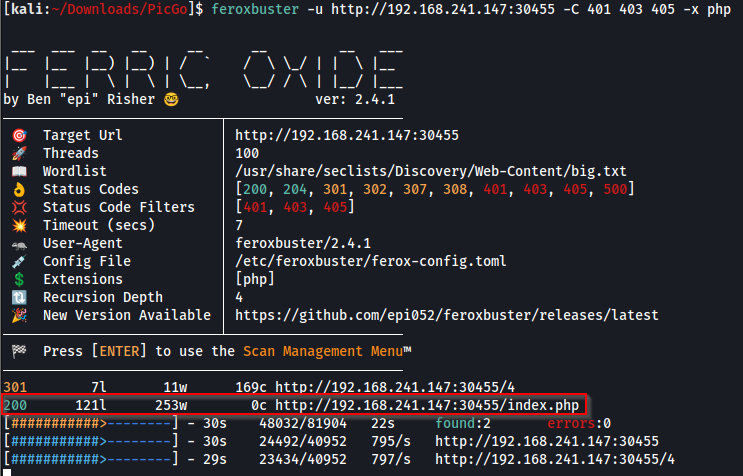 [kali:~/Downloads/PicGo]$ feroxbuster -u http://192.168.241.147:30455 -C 401 403 405 -x php
FERRIC OXIDE
by Ben "epi" Risher 🤓 ver: 2.4.1
🎯 Target Url http://192.168.241.147:30455
🚀 Threads 100
📖 Wordlist /usr/share/seclists/Discovery/Web-Content/big.txt
👌 Status Codes [200, 204, 301, 302, 307, 308, 401, 403, 405, 500]
💢 Status Code Filters [401, 403, 405]
💥 Timeout (secs) 7
🦡 User-Agent feroxbuster/2.4.1
💉 Config File /etc/feroxbuster/ferox-config.toml
💲 Extensions [php]
🔃 Recursion Depth 4
🎉 New Version Available https://github.com/epi052/feroxbuster/releases/latest
🏁 Press [ENTER] to use the Scan Management Menu™
301 7l 11w 169c http://192.168.241.147:30455/4
200 121l 253w 0c http://192.168.241.147:30455/index.php
[###########>--------] - 30s 48032/81904 22s found:2 errors:0
[###########>--------] - 30s 24492/40952 795/s http://192.168.241.147:30455
[###########>--------] - 29s 23434/40952 797/s http://192.168.241.147:30455/4